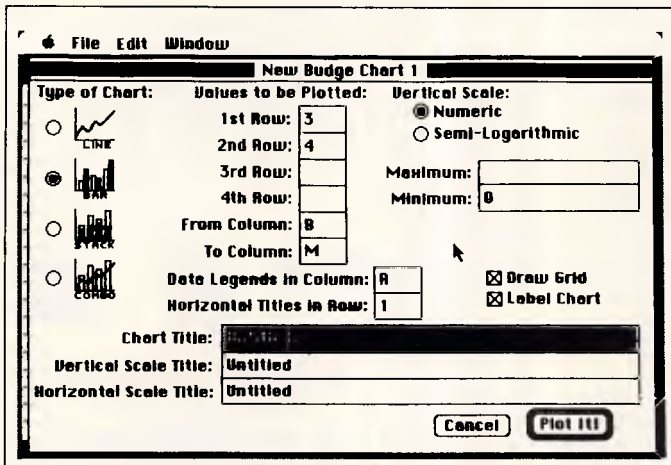 File Edit Window
New Budge Chart 1
Type of Chart:
LINE
BAR
STACK
COMBO
Values to be Plotted:
1st Row: 3
2nd Row: 4
3rd Row:
4th Row:
From Column: B
To Column: M
Data Legends in Column: A
Horizontal Titles in Row: 1
Vertical Scale:
Numeric
Semi-Logarithmic
Maximum:
Minimum: 0
Draw Grid
Label Chart
Chart Title:
Vertical Scale Title: Untitled
Horizontal Scale Title: Untitled
Cancel Plot It!